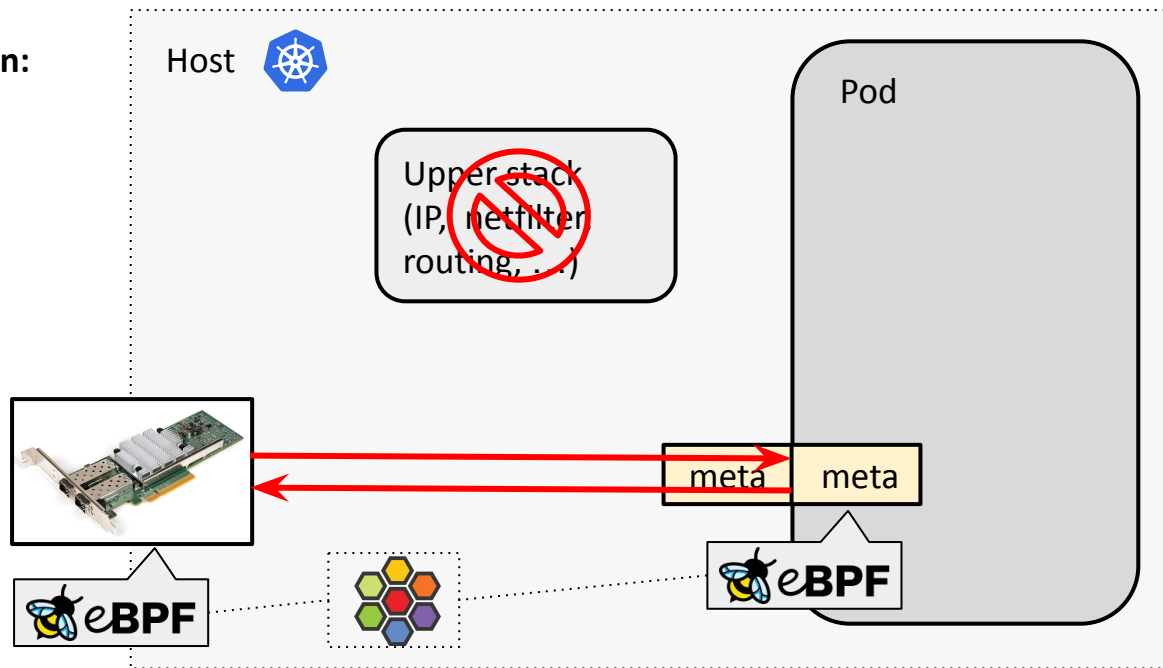 n:
Host
Pod
Upper stack
(IP, netfilter,
routing, ...)
meta
meta
eBPF
eBPF